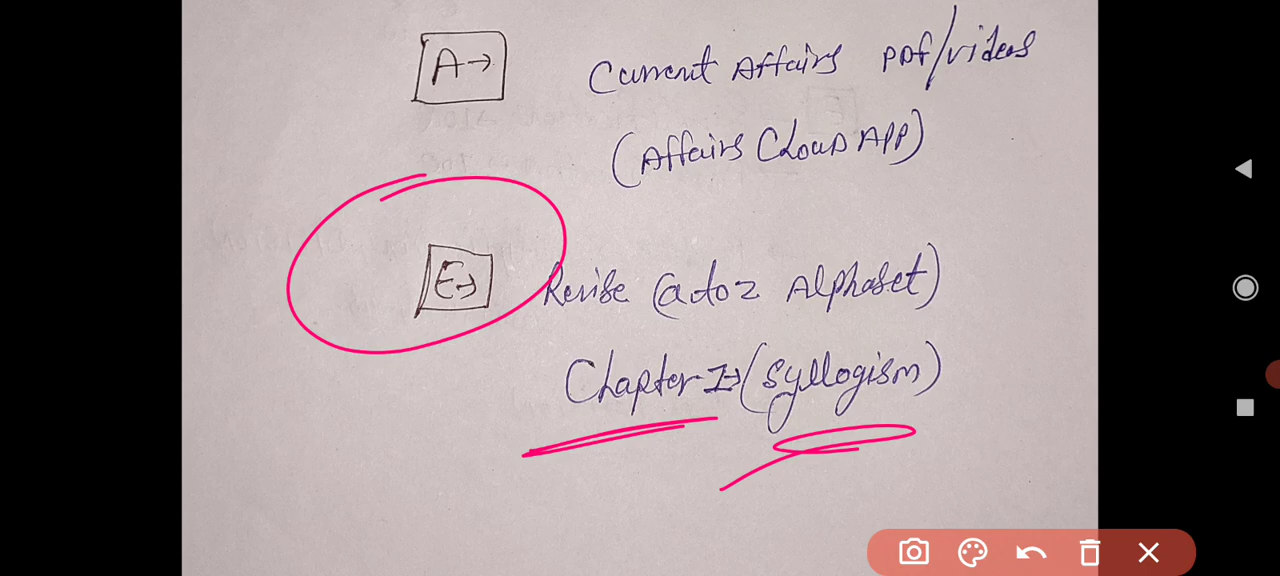 A→ Current Affairs pdf/videos
(Affairs Cloud App)
E→ Revise (a to z Alphabet)
Chapter I→ (Syllogism)